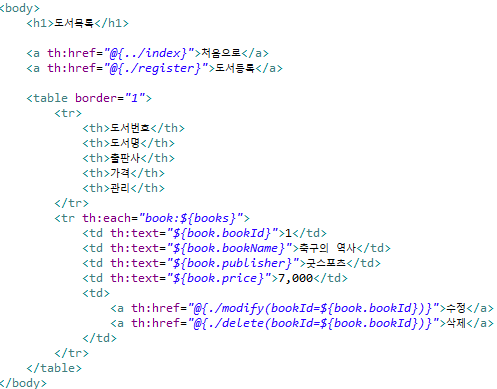 <body>
<h1>도서목록</h1>
<a th:href="@{../index}">처음으로</a>
<a th:href="@{./register}">도서등록</a>
<table border="1">
<tr>
<th>도서번호</th>
<th>도서명</th>
<th>출판사</th>
<th>가격</th>
<th>관리</th>
</tr>
<tr th:each="book:${books}">
<td th:text="${book.bookId}">1</td>
<td th:text="${book.bookName}">축구의 역사</td>
<td th:text="${book.publisher}">굿스포츠</td>
<td th:text="${book.price}">7,000</td>
<td>
<a th:href="@{./modify(bookId=${book.bookId})}">수정</a>
<a th:href="@{./delete(bookId=${book.bookId})}">삭제</a>
</td>
</tr>
</table>
</body>